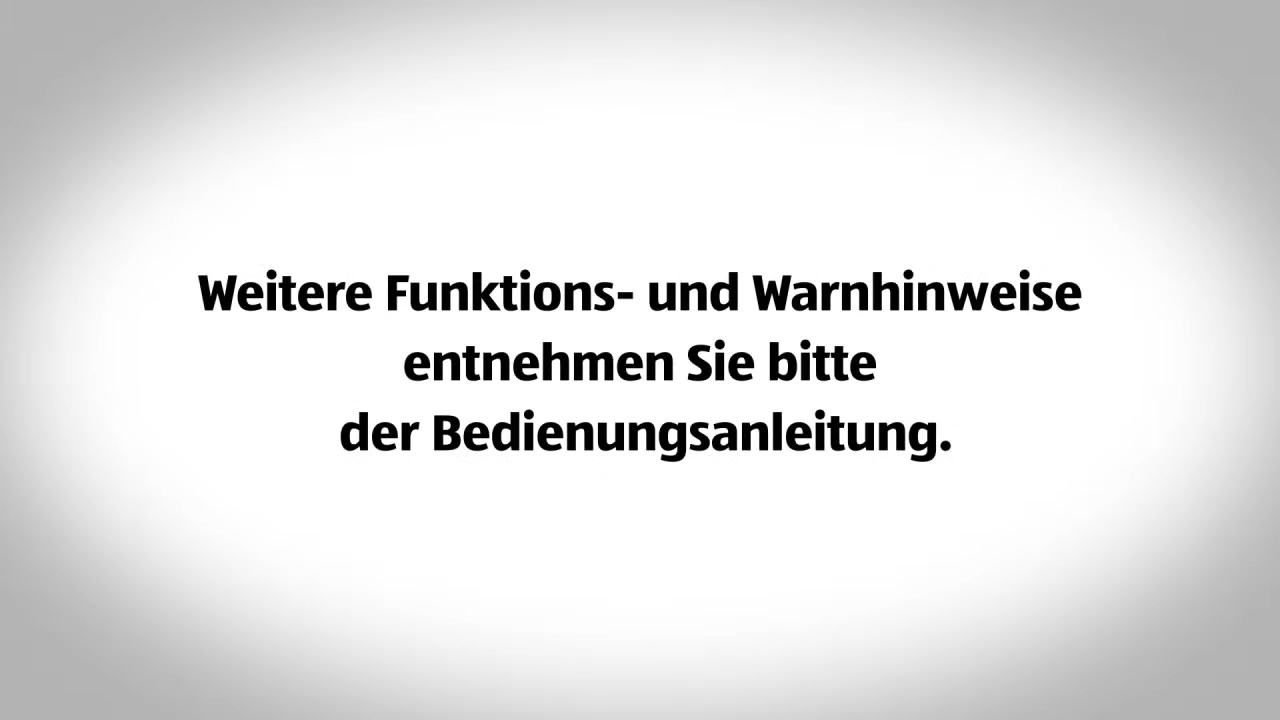 Weitere Funktions- und Warnhinweise
entnehmen Sie bitte
der Bedienungsanleitung.